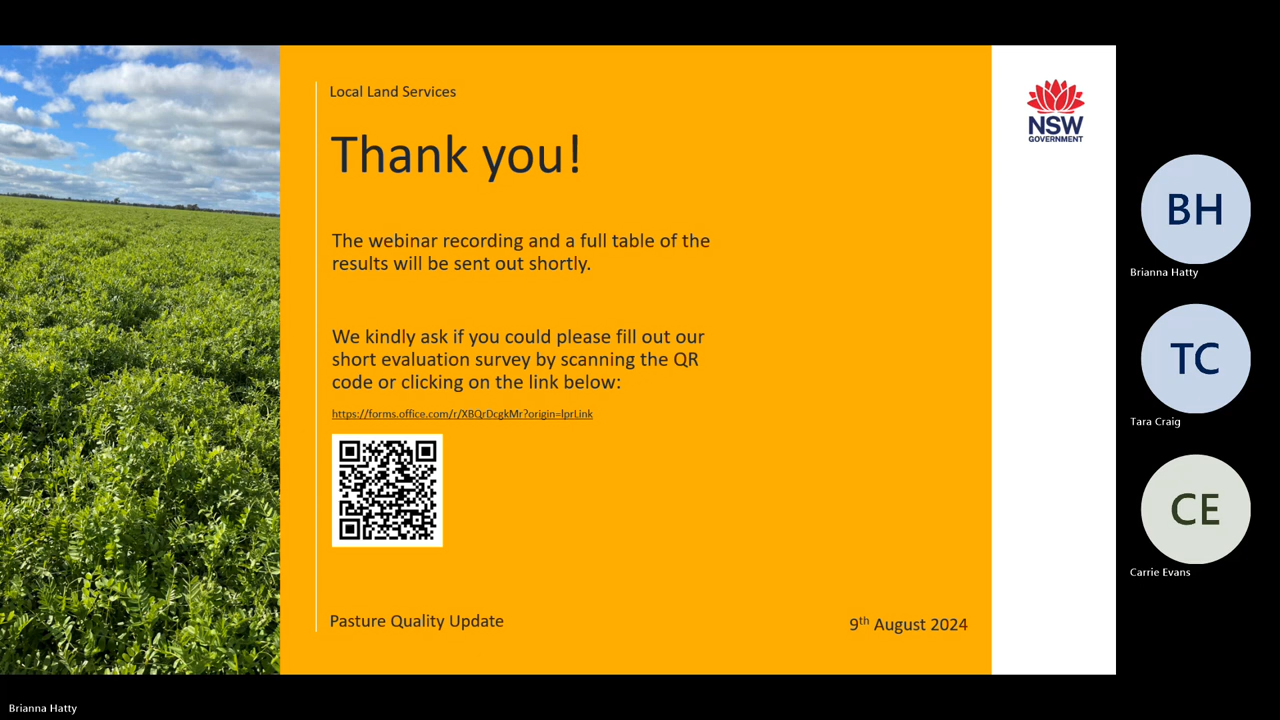 Local Land Services
Thank you!
The webinar recording and a full table of the
results will be sent out shortly.
We kindly ask if you could please fill out our
short evaluation survey by scanning the QR
code or clicking on the link below:
https://forms.office.com/r/XBQrDcgkMr?origin=lprLink
Pasture Quality Update
9th August 2024
NSW
GOVERNMENT
BH
Brianna Hatty
TC
Tara Craig
CE
Carrie Evans
Brianna Hatty